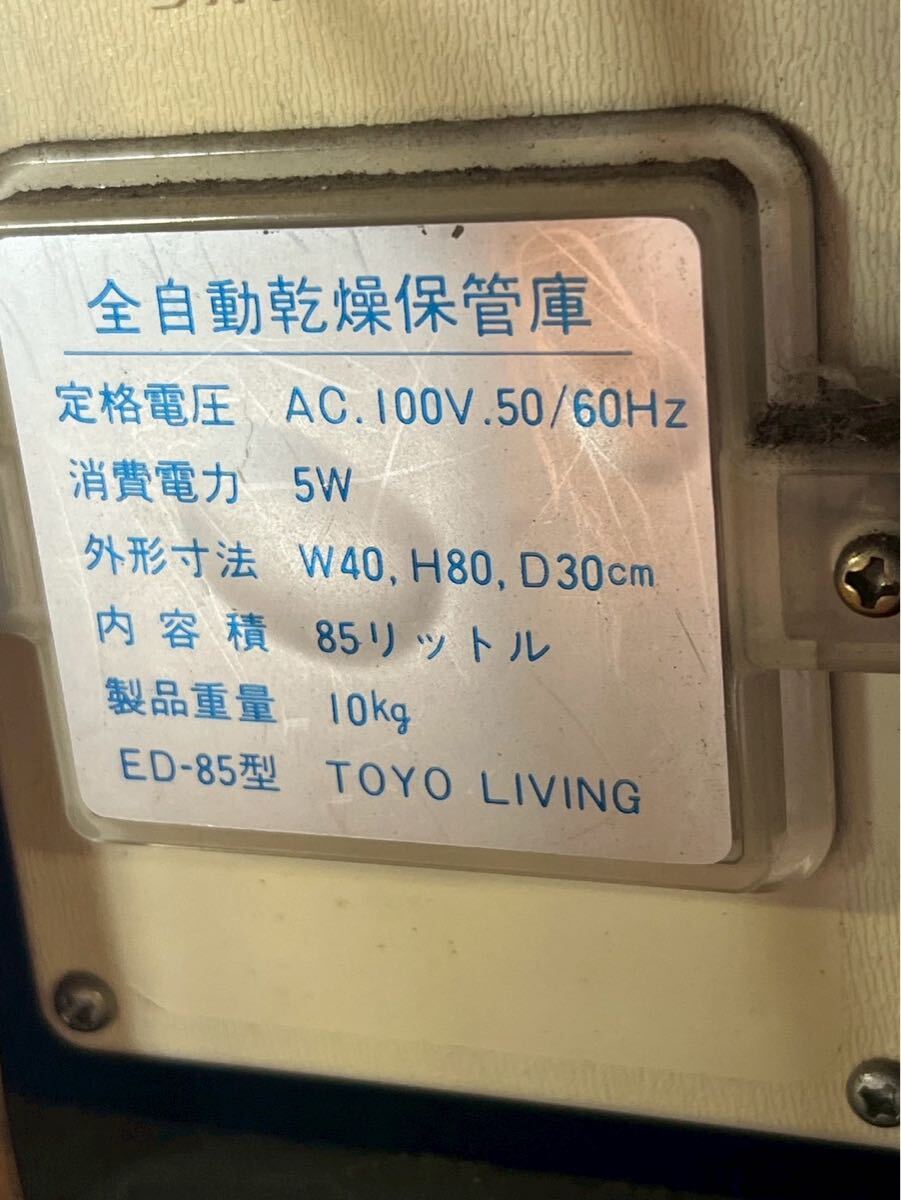 全自動乾燥保管庫
定格電圧 AC.100V.50/60Hz
消費電力 5W
外形寸法 W40,H80,D30cm
内容積 85リットル
製品重量 10kg
ED-85型 TOYO LIVING